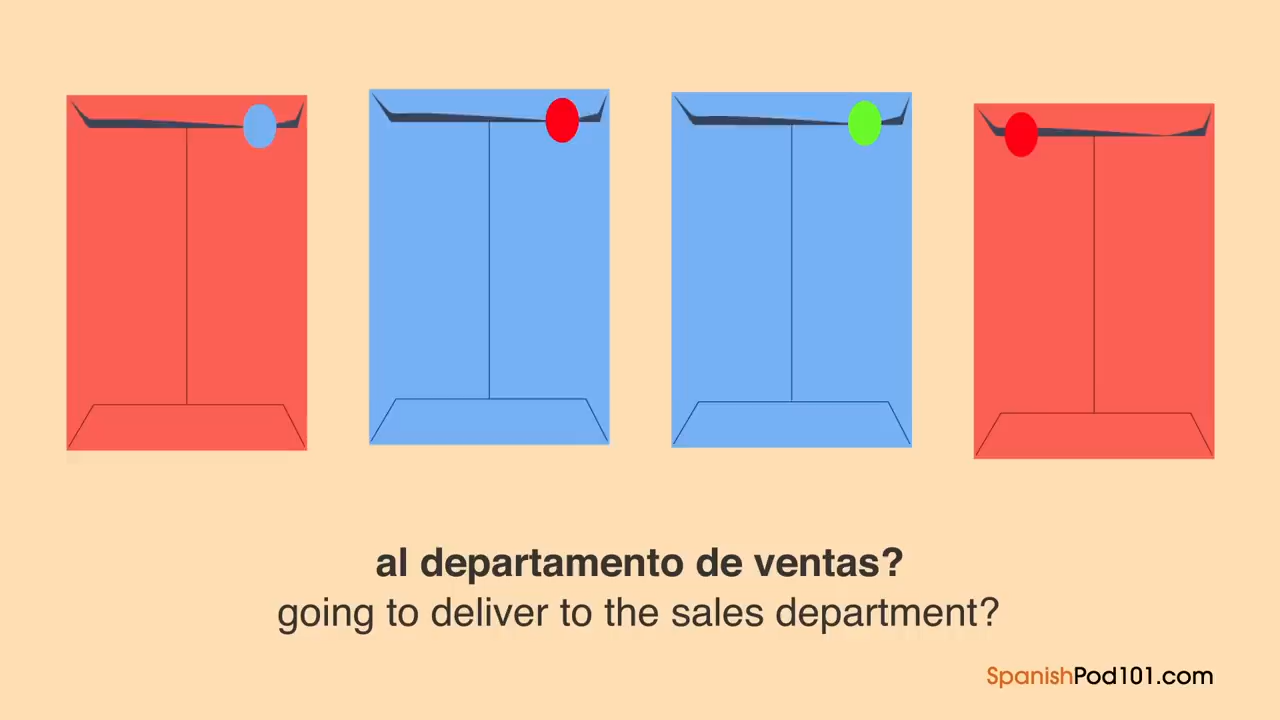 al departamento de ventas?
going to deliver to the sales department?
SpanishPod101.com